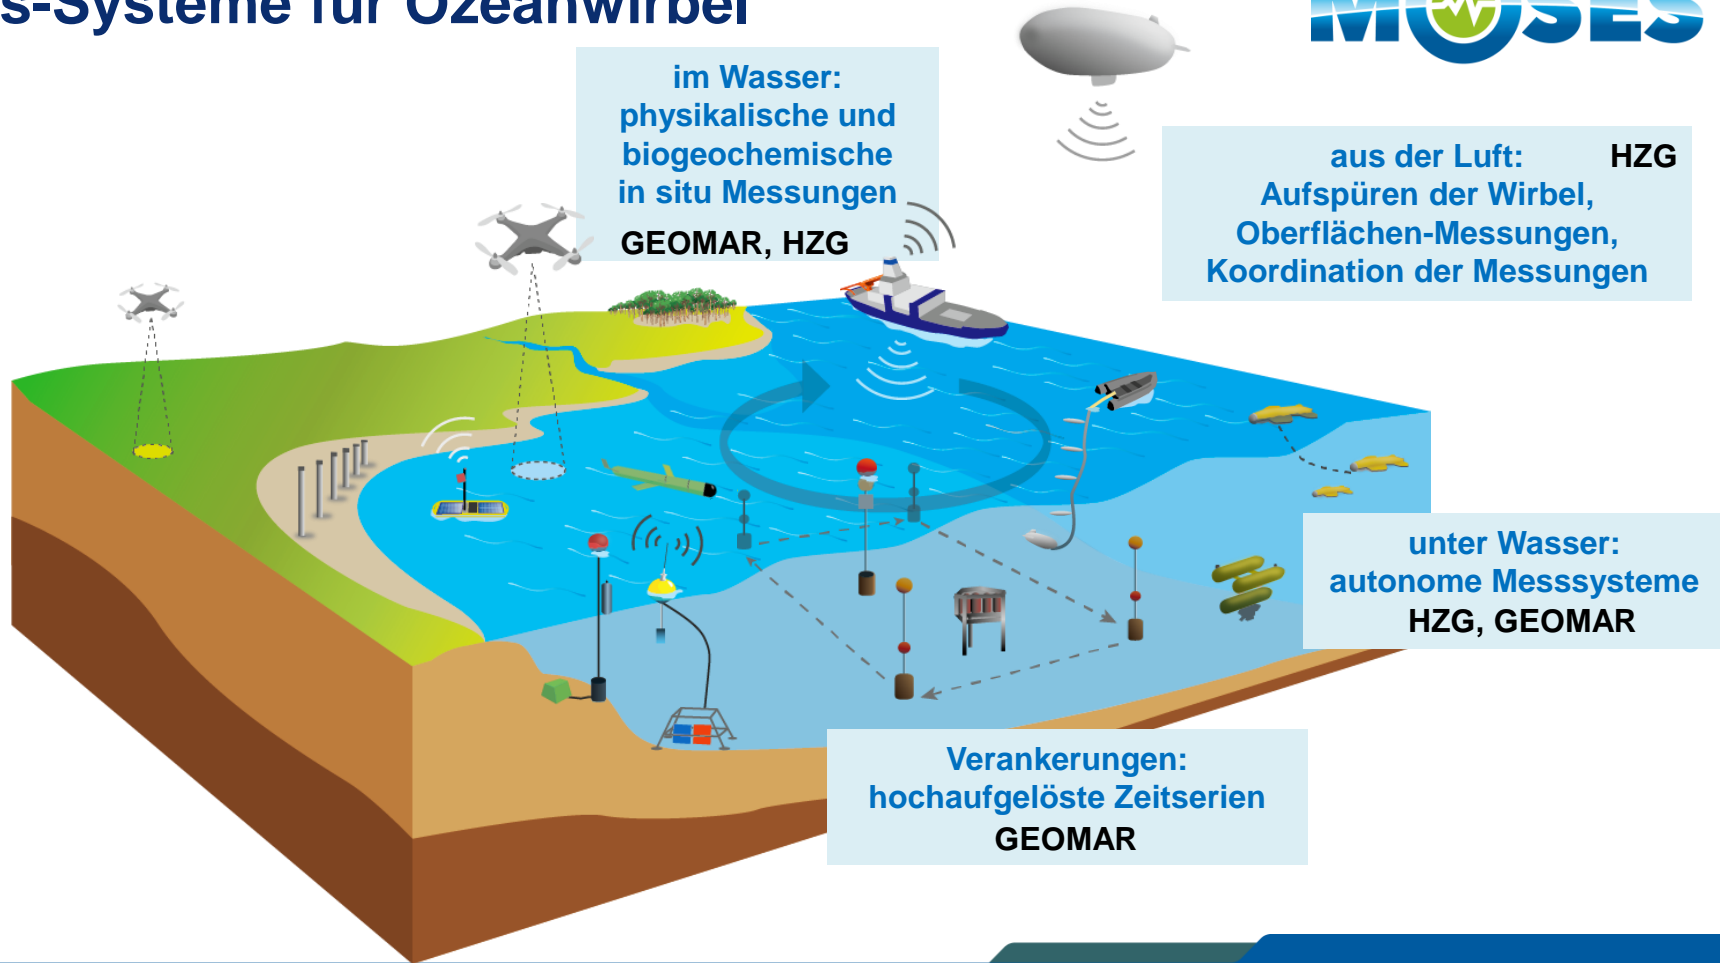 s-Systeme für Ozeanwirbel
MOSES
im Wasser:
physikalische und
biogeochemische
in situ Messungen
GEOMAR, HZG
aus der Luft: HZG
Aufspüren der Wirbel,
Oberflächen-Messungen,
Koordination der Messungen
unter Wasser:
autonome Messsysteme
HZG, GEOMAR
Verankerungen:
hochaufgelöste Zeitserien
GEOMAR